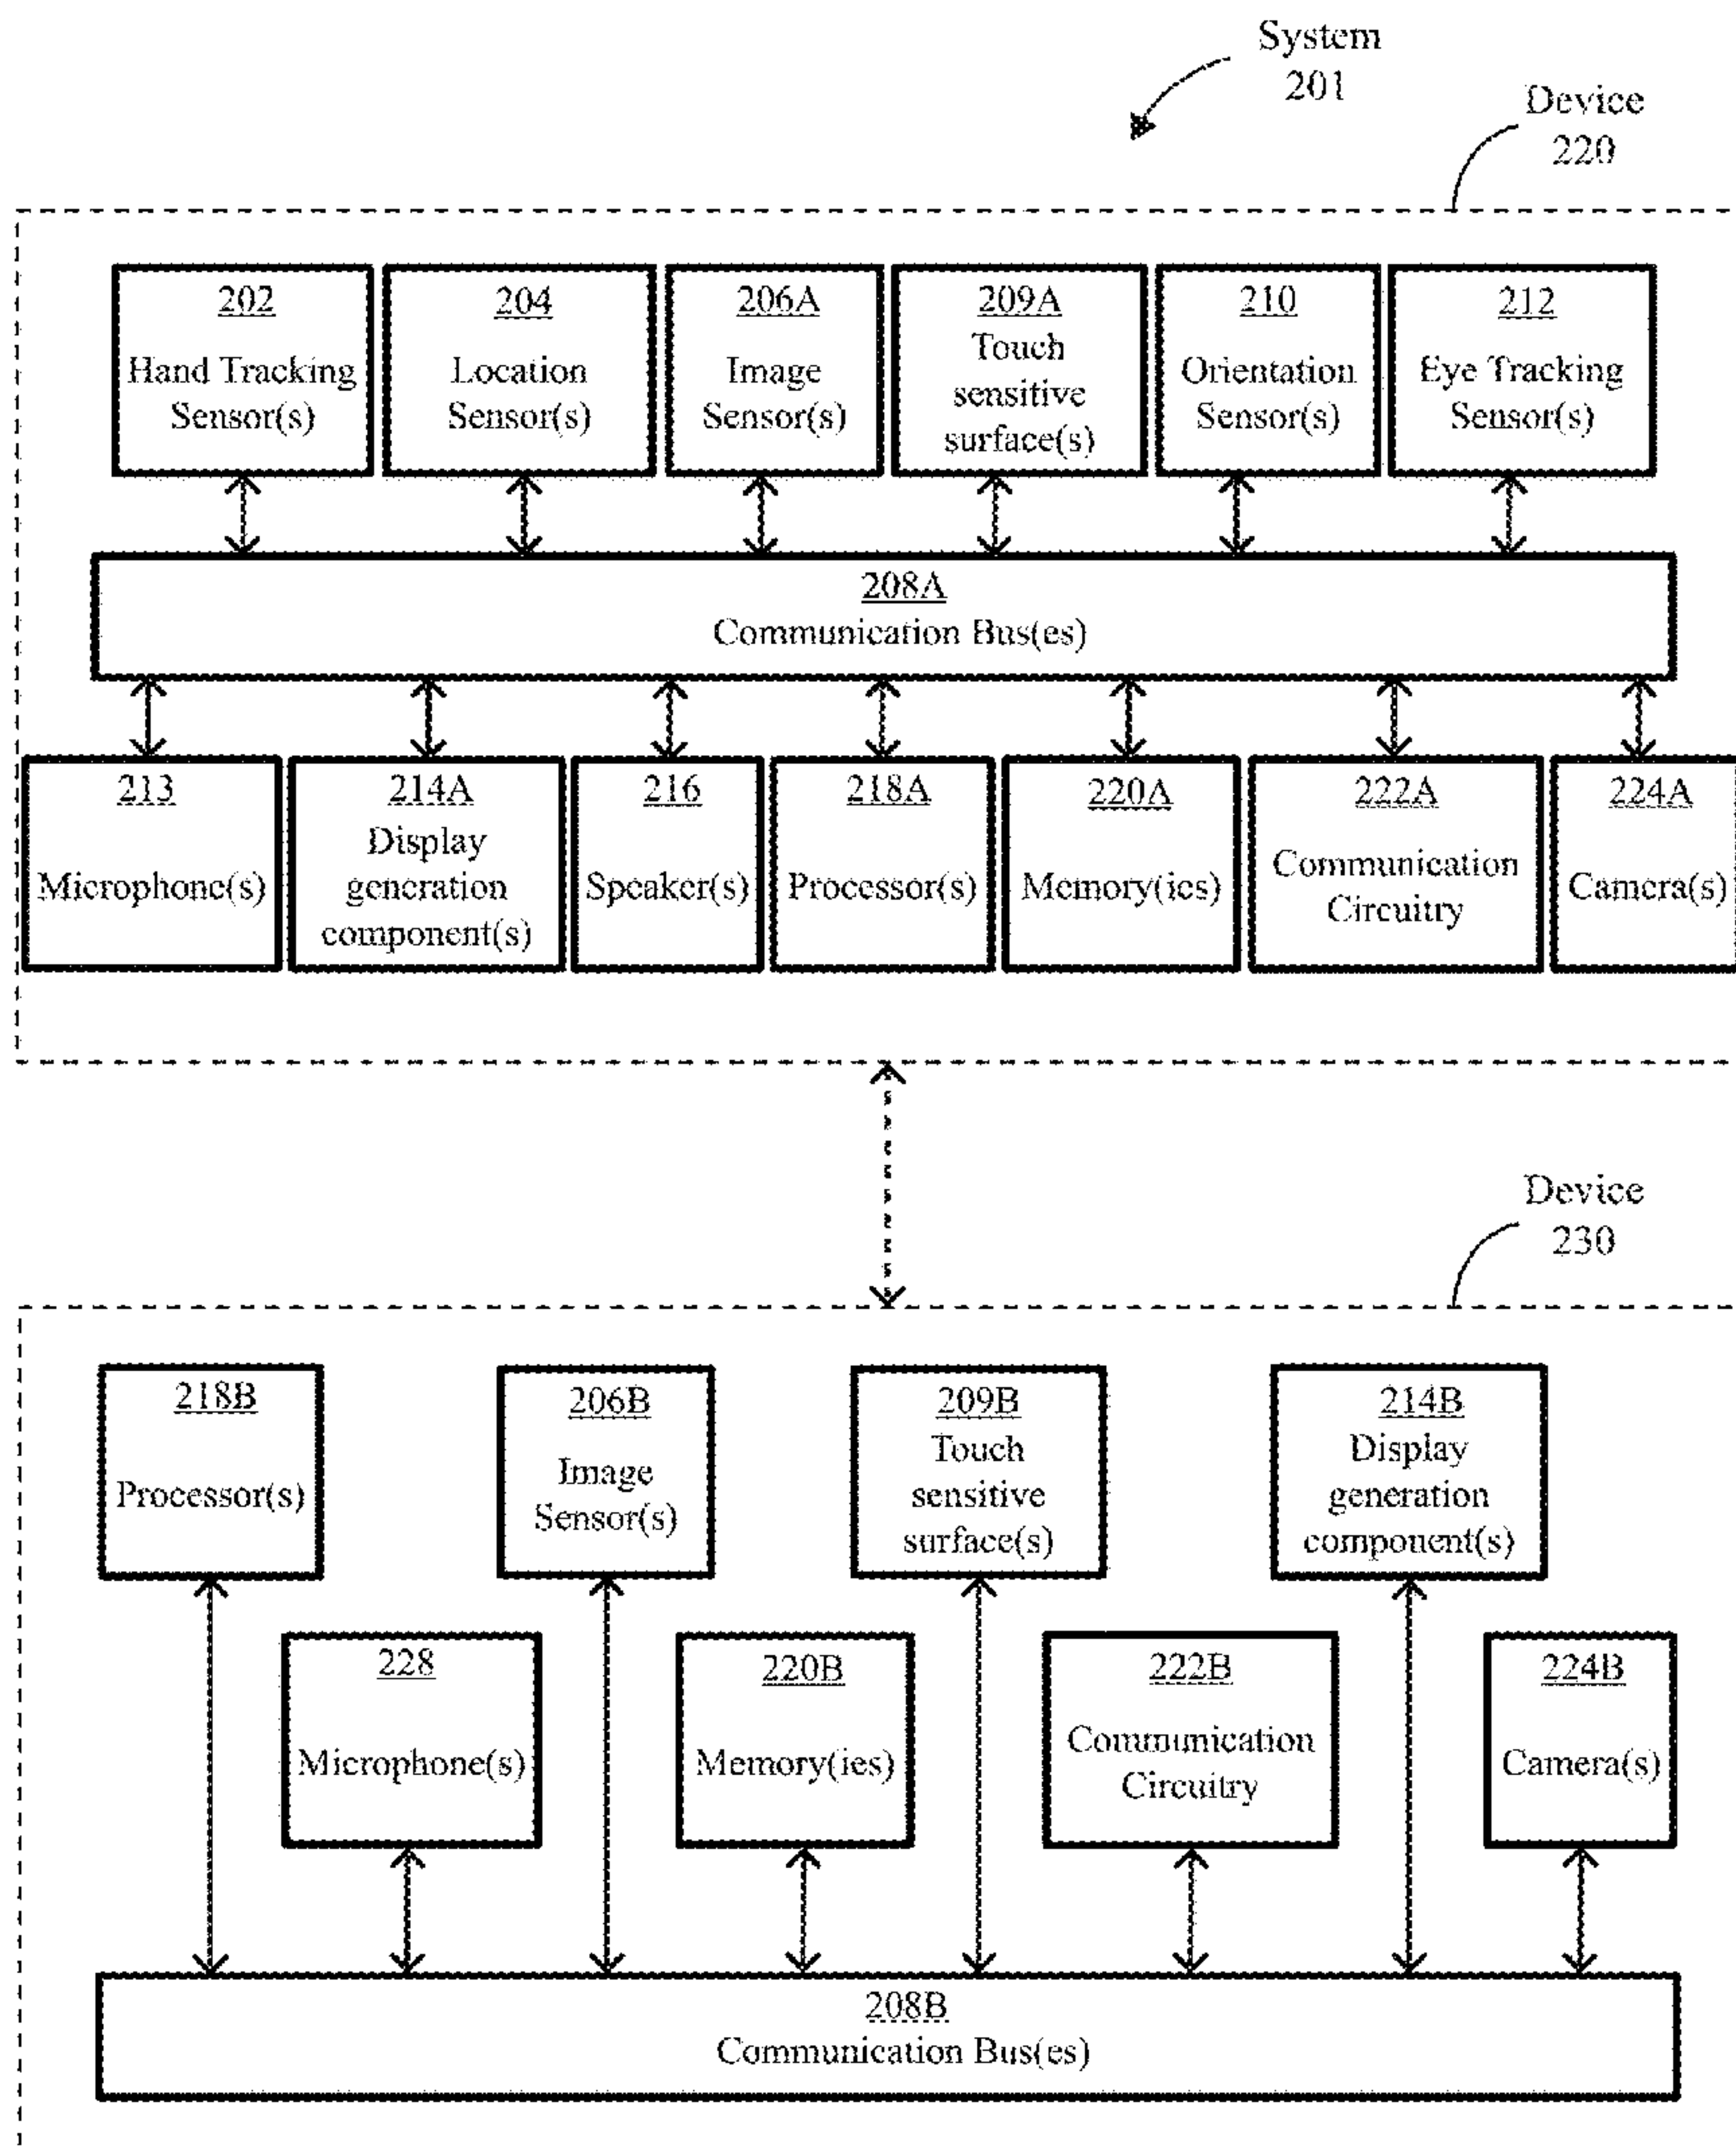 System
201
Device
220
202
Hand Tracking
Sensor(s)
204
Location
Sensor(s)
206A
Image
Sensor(s)
209A
Touch
sensitive
surface(s)
210
Orientation
Sensor(s)
212
Eye Tracking
Sensor(s)
208A
Communication Bus(es)
213
Microphone(s)
214A
Display
generation
component(s)
216
Speaker(s)
218A
Processor(s)
220A
Memory(ies)
222A
Communication
Circuitry
224A
Camera(s)
Device
230
218B
Processor(s)
206B
Image
Sensor(s)
209B
Touch
sensitive
surface(s)
214B
Display
generation
component(s)
228
Microphone(s)
220B
Memory(ies)
222B
Communication
Circuitry
224B
Camera(s)
208B
Communication Bus(es)